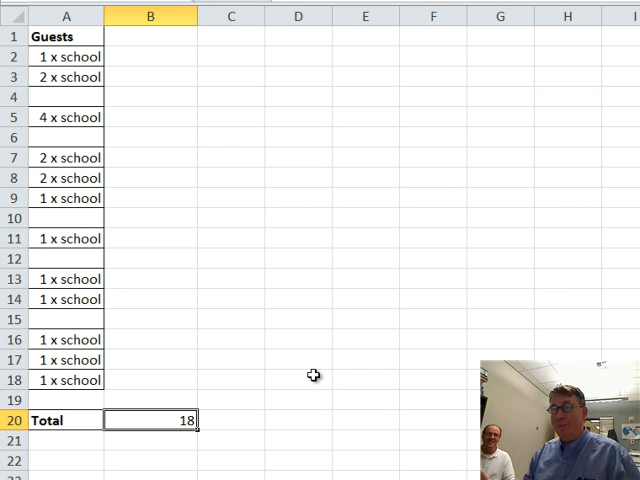 A B C D E F G H I
1 Guests
2 1 x school
3 2 x school
4
5 4 x school
6
7 2 x school
8 2 x school
9 1 x school
10
11 1 x school
12
13 1 x school
14 1 x school
15
16 1 x school
17 1 x school
18 1 x school
19
20 Total 18
21
22